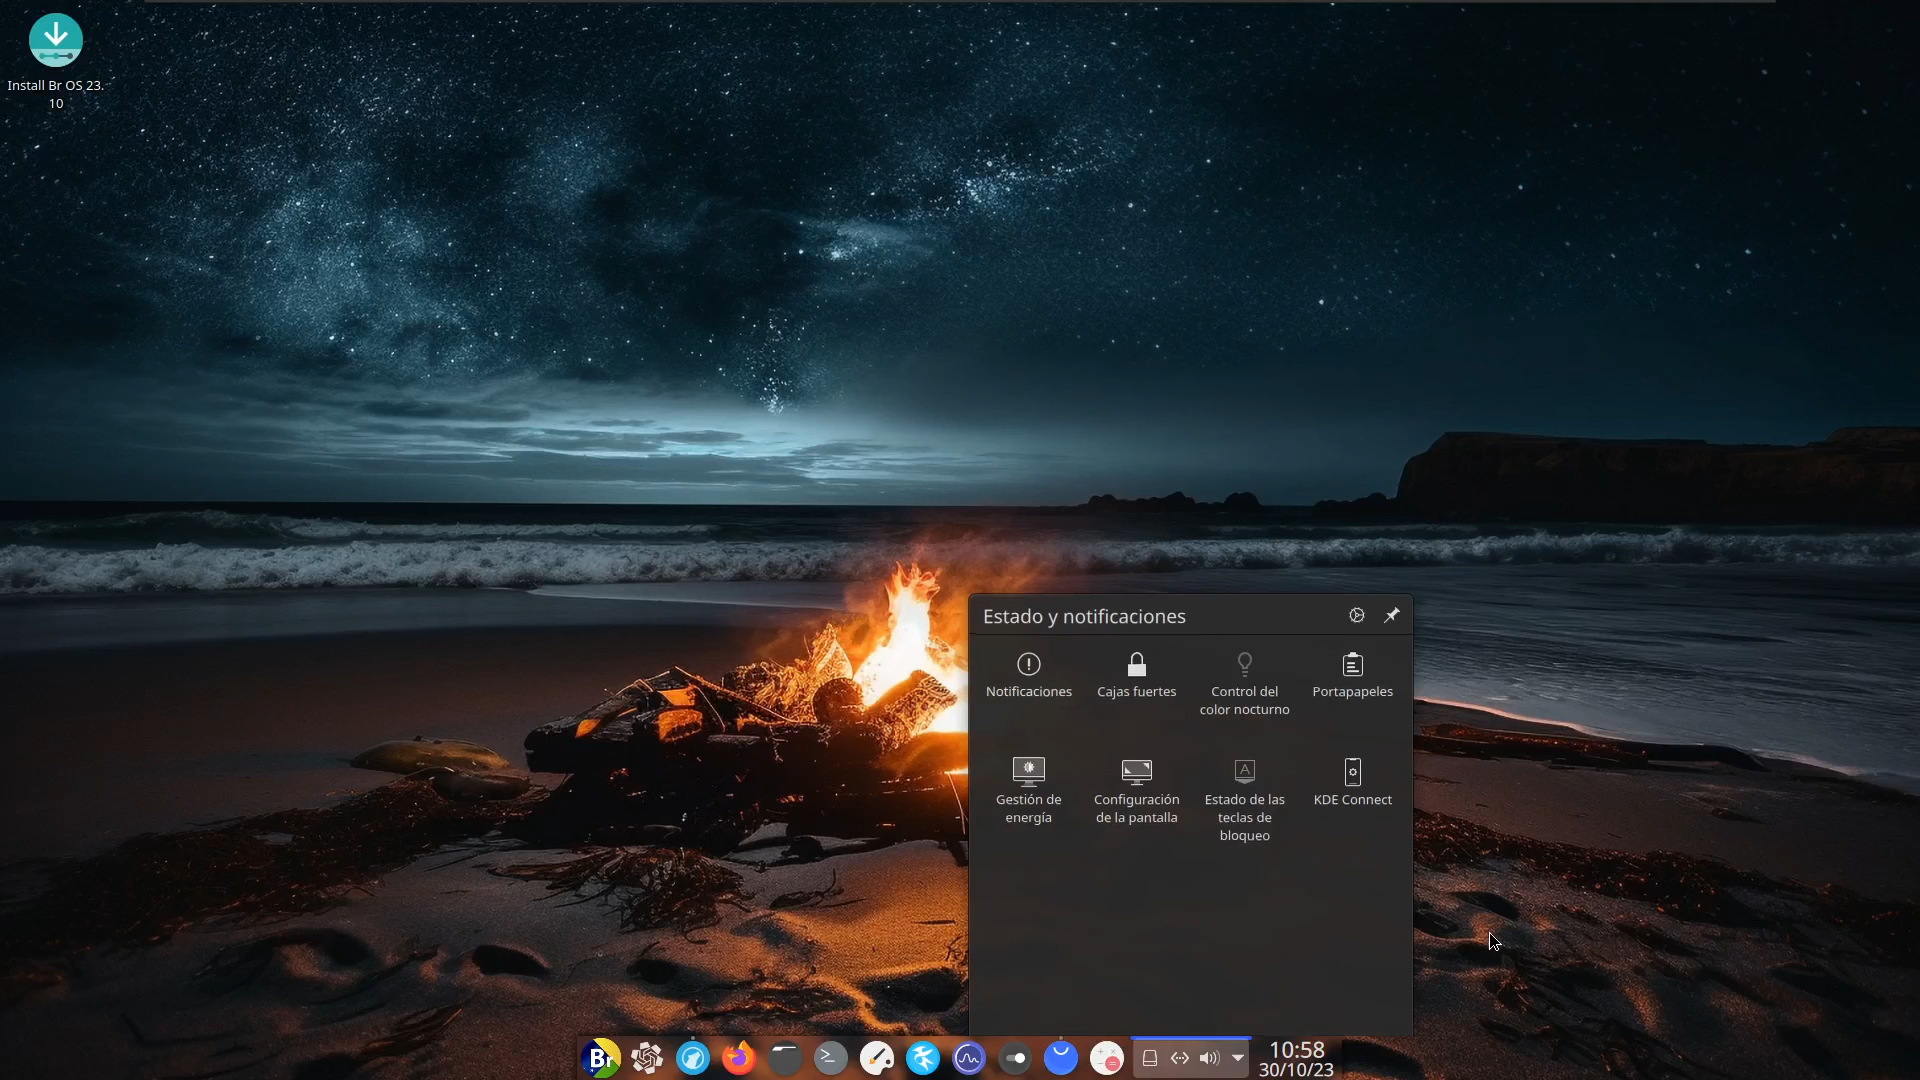 Install Br OS 23.
10
Estado y notificaciones
Notificaciones
Cajas fuertes
Control del
color nocturno
Portapapeles
Gestión de
energía
Configuración
de la pantalla
A
Estado de las
teclas de
bloqueo
KDE Connect
Br
10:58
30/10/23